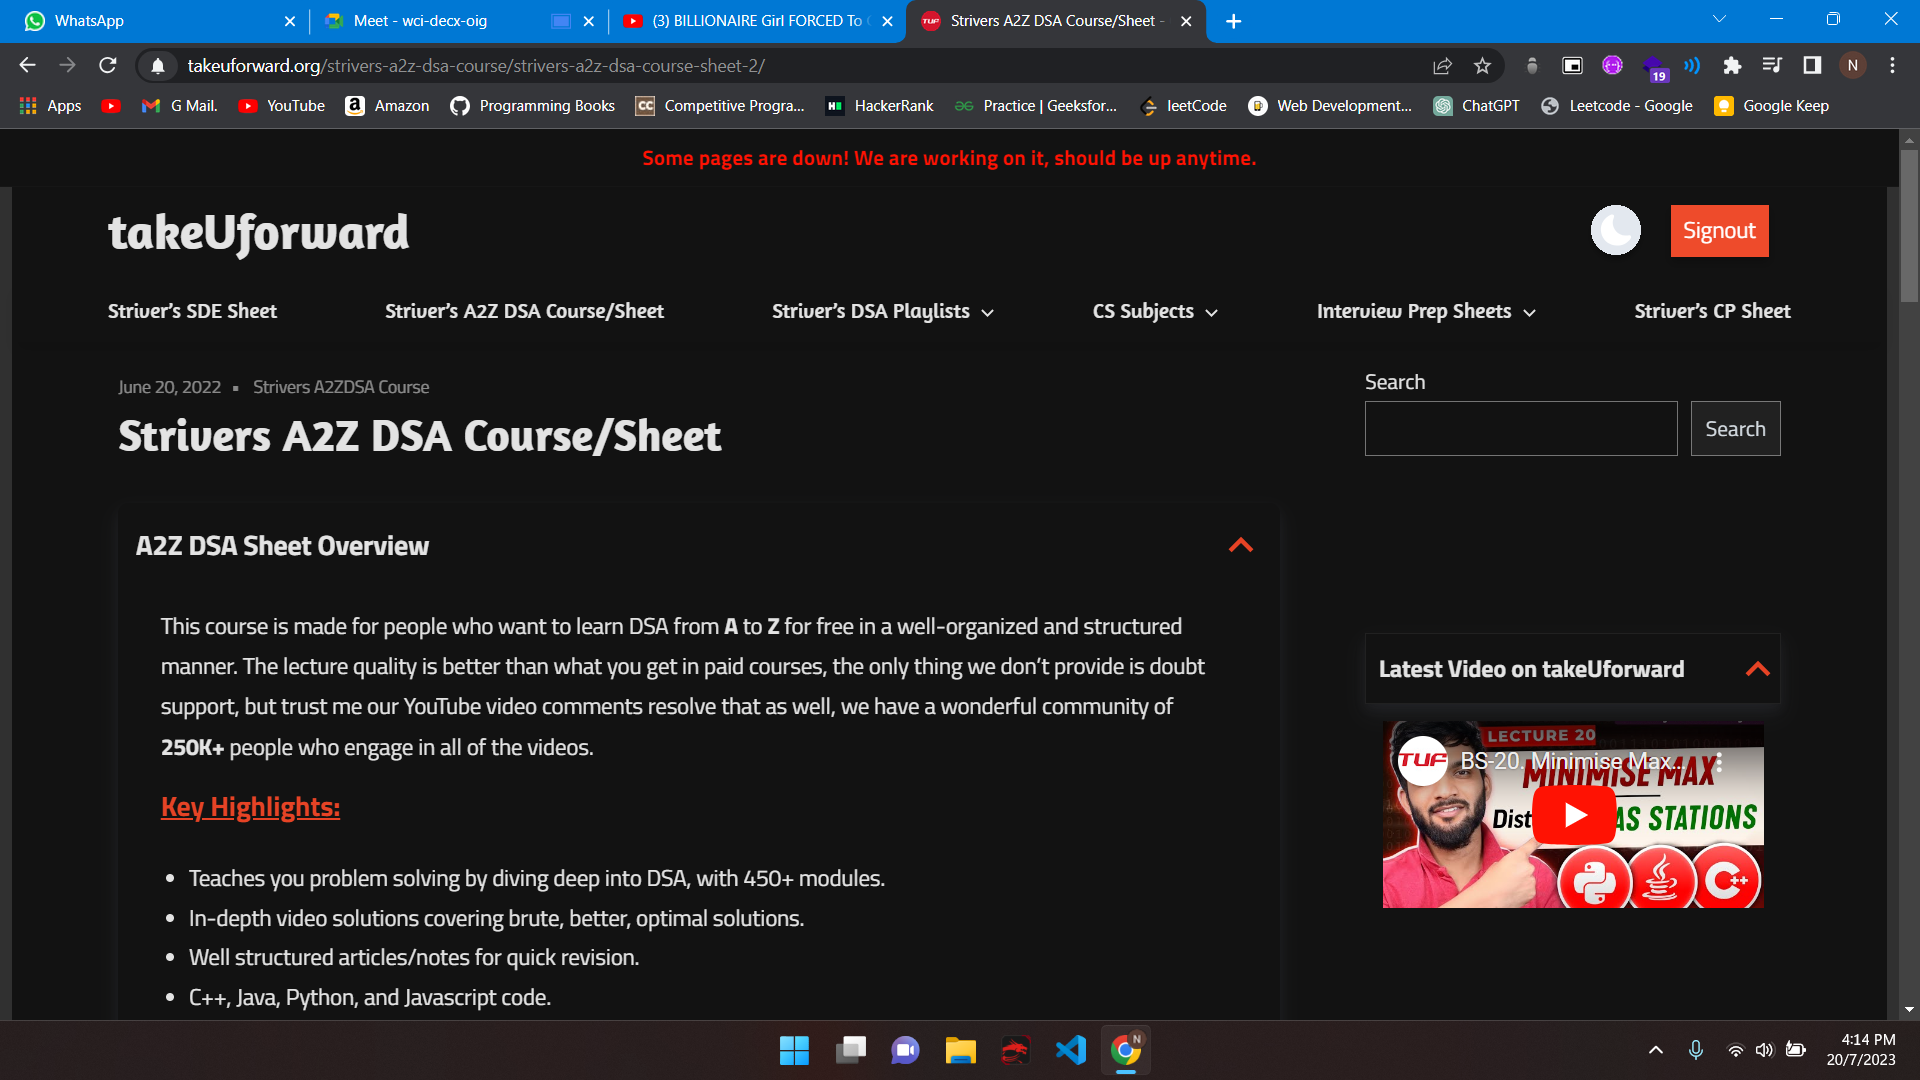 WhatsApp
Meet - wci-decx-oig
(3) BILLIONAIRE Girl FORCED To
Strivers A2Z DSA Course/Sheet -
takeuforward.org/strivers-a2z-dsa-course/strivers-a2z-dsa-course-sheet-2/
19
N
Apps
G Mail.
YouTube
Amazon
Programming Books
Competitive Progra...
HackerRank
Practice | Geeksfor...
leetCode
Web Development...
ChatGPT
Leetcode - Google
Google Keep
Some pages are down! We are working on it, should be up anytime.
takeUforward
Signout
Striver's SDE Sheet
Striver's A2Z DSA Course/Sheet
Striver's DSA Playlists
CS Subjects
Interview Prep Sheets
Striver's CP Sheet
June 20, 2022 ▪ Strivers A2ZDSA Course
Strivers A2Z DSA Course/Sheet
Search
Search
A2Z DSA Sheet Overview
This course is made for people who want to learn DSA from A to Z for free in a well-organized and structured
manner. The lecture quality is better than what you get in paid courses, the only thing we don't provide is doubt
support, but trust me our YouTube video comments resolve that as well, we have a wonderful community of
250K+ people who engage in all of the videos.
Key Highlights:
• Teaches you problem solving by diving deep into DSA, with 450+ modules.
• In-depth video solutions covering brute, better, optimal solutions.
• Well structured articles/notes for quick revision.
• C++, Java, Python, and Javascript code.
Latest Video on takeUforward
LECTURE 20
TUF
BS-20. Minimise Max...
MINIMISE MAX
Dist
AS STATIONS
C++
N
4:14 PM
20/7/2023